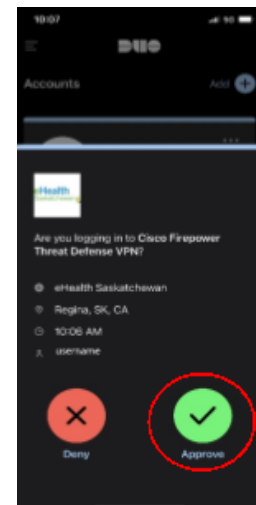 10:07
DUO
Accounts
Add
eHealth
Are you logging in to Cisco Firepower
Threat Defense VPN?
eHealth Saskatchewan
Regina, SK, CA
10:06 AM
username
Deny
Approve